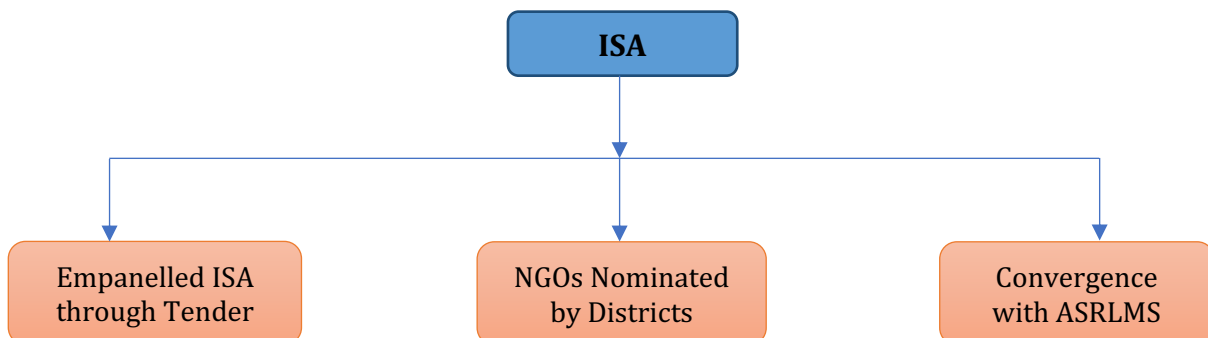 ISA
Empanelled ISA
through Tender
NGOs Nominated
by Districts
Convergence
with ASRLMS